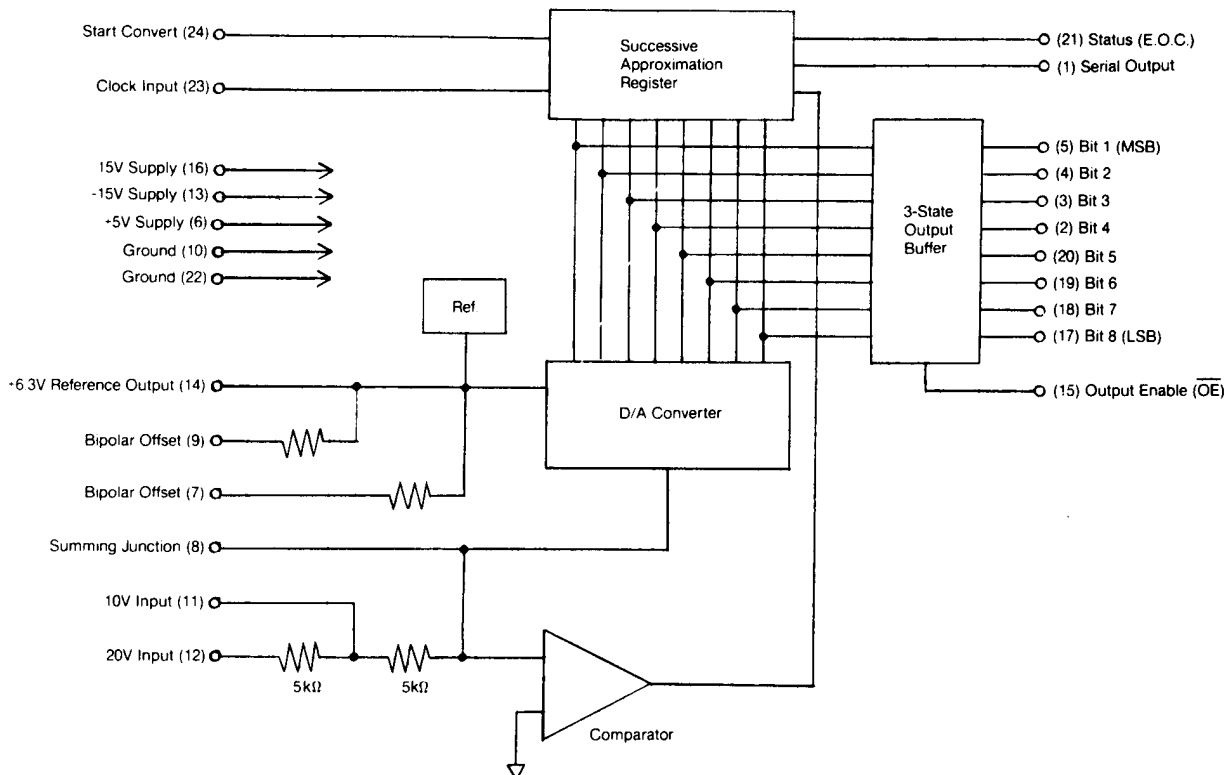 Start Convert (24)
Clock Input (23)
15V Supply (16)
-15V Supply (13)
+5V Supply (6)
Ground (10)
Ground (22)
Successive
Approximation
Register
(21) Status (E.O.C.)
(1) Serial Output
3-State
Output
Buffer
(5) Bit 1 (MSB)
(4) Bit 2
(3) Bit 3
(2) Bit 4
(20) Bit 5
(19) Bit 6
(18) Bit 7
(17) Bit 8 (LSB)
(15) Output Enable (O̅E̅)
Ref.
+6.3V Reference Output (14)
Bipolar Offset (9)
Bipolar Offset (7)
D/A Converter
Summing Junction (8)
10V Input (11)
20V Input (12)
5kΩ
5kΩ
Comparator